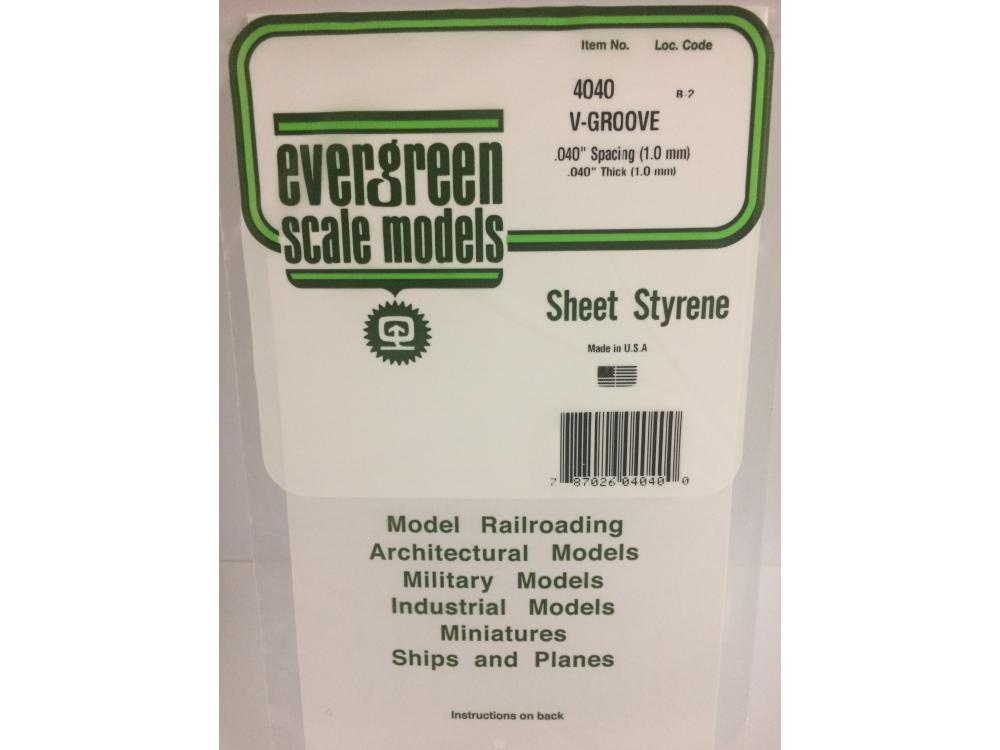 Item No. Loc. Code
4040 B-2
V-GROOVE
.040" Spacing (1.0 mm)
.040" Thick (1.0 mm)
evergreen
scale models
Sheet Styrene
Made in U.S.A
7 87026 04040 0
Model Railroading
Architectural Models
Military Models
Industrial Models
Miniatures
Ships and Planes
Instructions on back